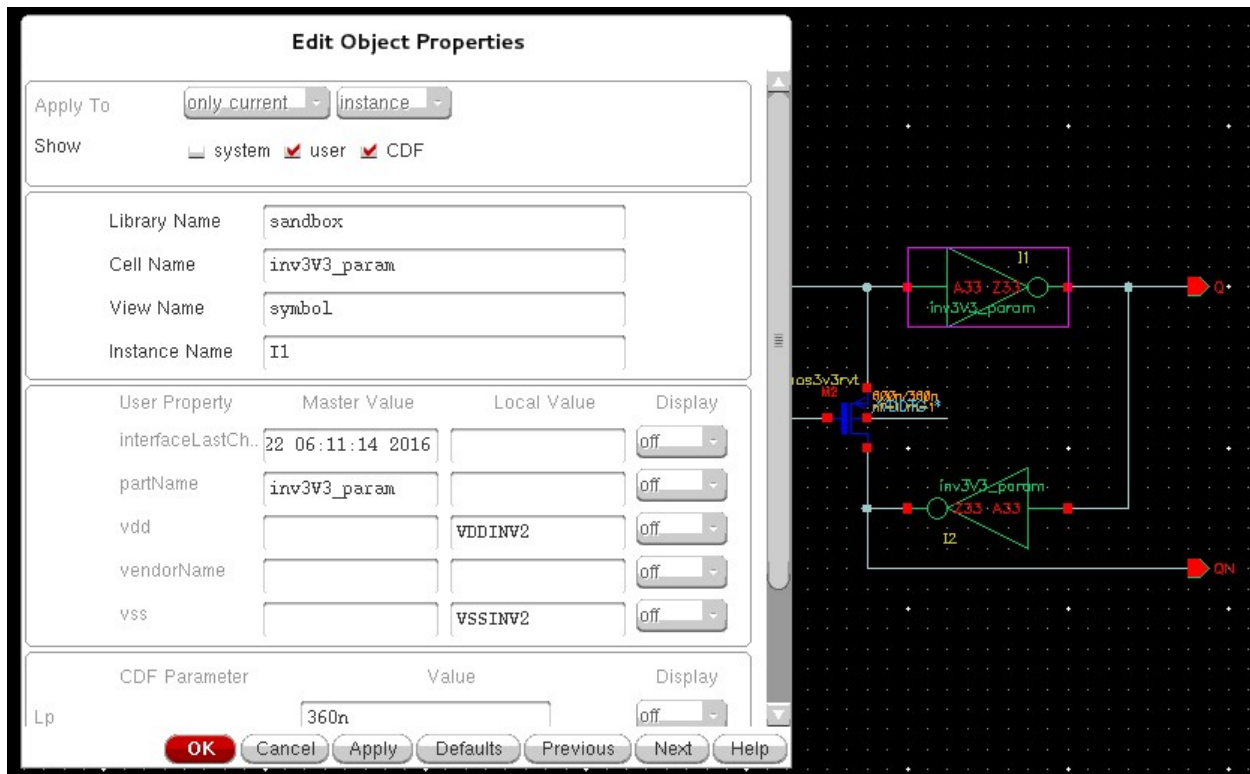 Edit Object Properties
Apply To only current instance
Show system user CDF
Library Name sandbox
Cell Name inv3V3_param
View Name symbol
Instance Name I1
User Property Master Value Local Value Display
interfaceLastCh.. 22 06:11:14 2016 off
partName inv3V3_param off
vdd VDDINV2 off
vendorName off
vss VSSINV2 off
CDF Parameter Value Display
Lp 360n off
OK Cancel Apply Defaults Previous Next Help
I1
A33 Z33
inv3V3_param
Q
os3v3rvt
M2
inv3V3_param
Z33 A33
I2
QN